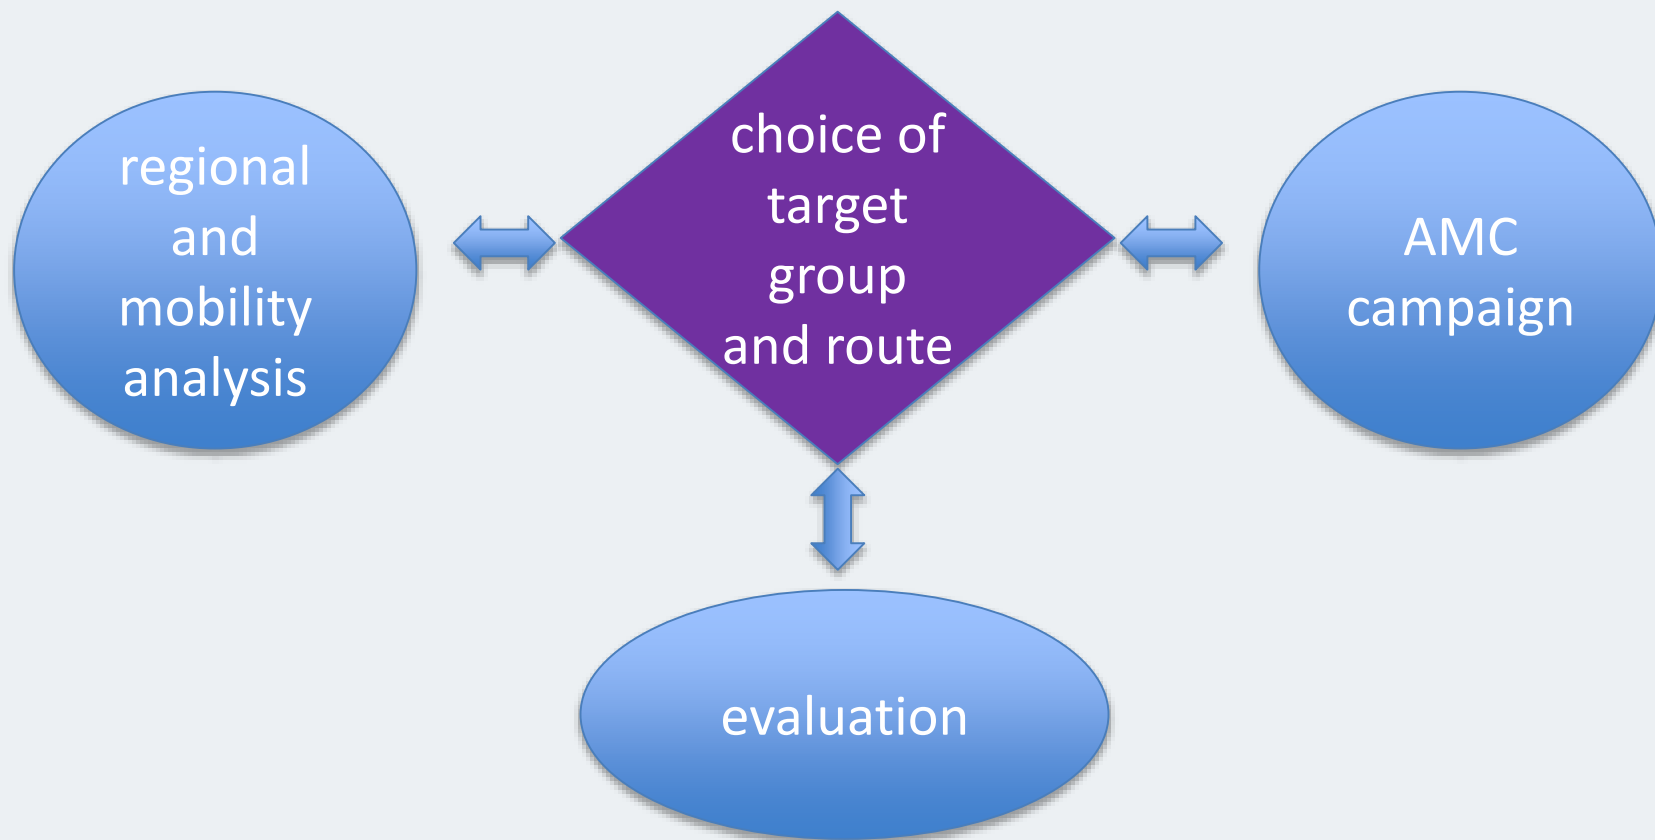 regional
and
mobility
analysis
choice of
target
group
and route
AMC
campaign
evaluation